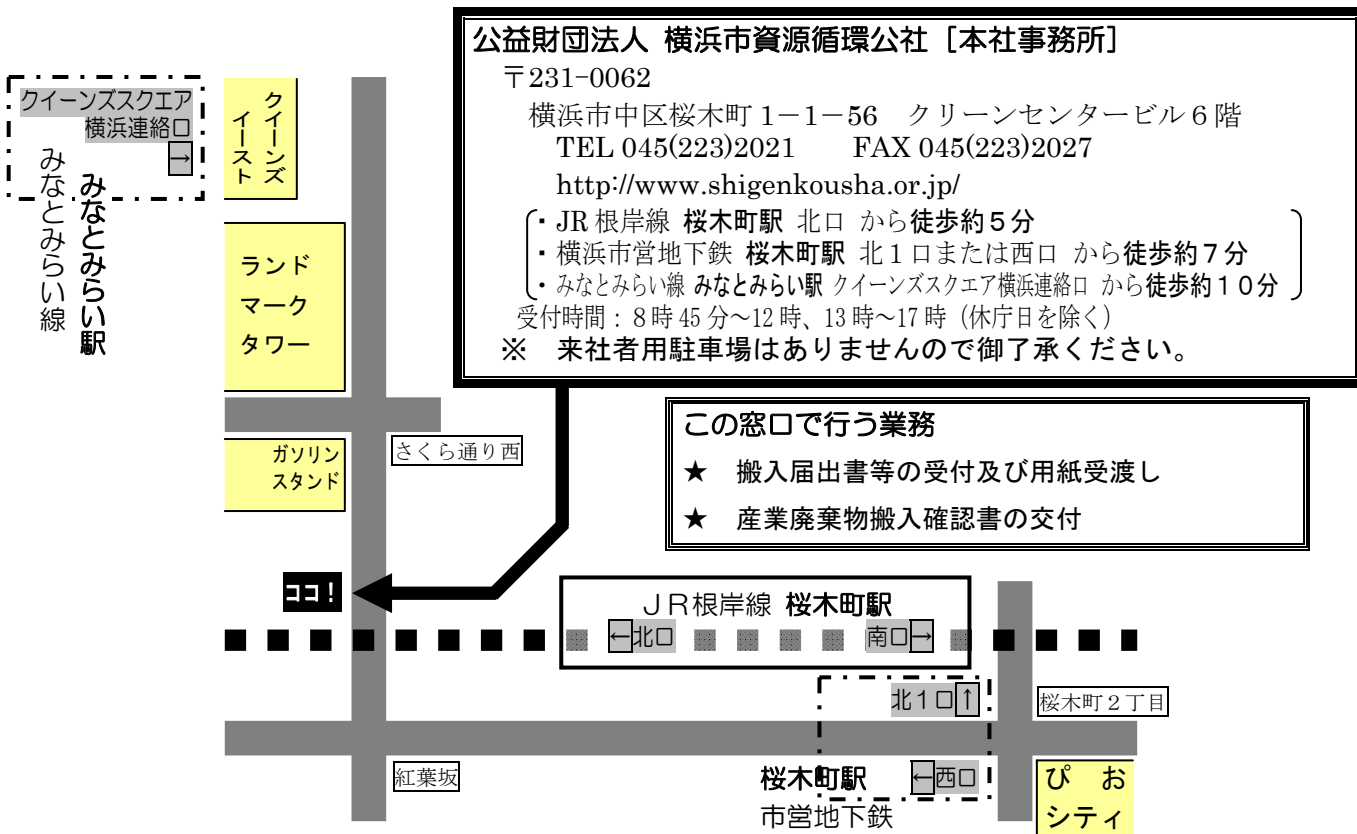 公益財団法人 横浜市資源循環公社［本社事務所］
〒231-0062
横浜市中区桜木町１－１－56　クリーンセンタービル６階
TEL 045(223)2021　　FAX 045(223)2027
http://www.shigenkousha.or.jp/
・JR 根岸線 桜木町駅 北口 から徒歩約５分
・横浜市営地下鉄 桜木町駅 北１口または西口 から徒歩約７分
・みなとみらい線 みなとみらい駅 クイーンズスクエア横浜連絡口 から徒歩約１０分
受付時間：８時 45 分～12 時、13 時～17 時（休庁日を除く）
※　来社者用駐車場はありませんので御了承ください。
クイーンズスクエア
横浜連絡口
→
みなとみらい駅
みなとみらい線
クイーンズ
イースト
ランド
マーク
タワー
ガソリン
スタンド
さくら通り西
この窓口で行う業務
★　搬入届出書等の受付及び用紙受渡し
★　産業廃棄物搬入確認書の交付
ココ！
ＪＲ根岸線 桜木町駅
←北口
南口→
北１口↑
桜木町２丁目
紅葉坂
桜木町駅
←西口
市営地下鉄
ぴお
シティ